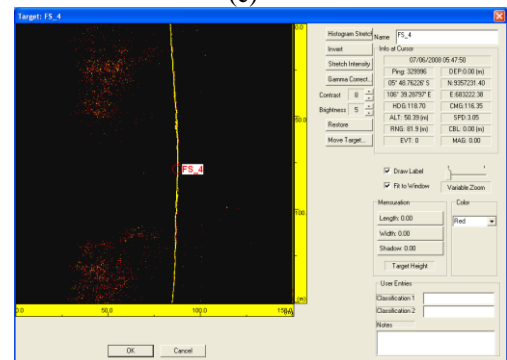 Target: FS_4
Histogram Stretch
Name
FS_4
Invert
Info at Cursor
07/06/2008 05:47:50
Stretch Intensity
Ping: 329996
DEP:0.00 (m)
Gamma Correct...
05° 48.76226' S
N:9357231.40
106° 39.28797' E
E:683222.38
Contrast
8
HDG:118.70
CMG:116.35
Brightness
5
ALT: 50.39 (m)
SPD:3.05
Restore
RNG: 81.9 (m)
CBL: 0.00 (m)
Move Target...
EVT: 0
MAG: 0.00
50.0
FS_4
Draw Label
Fit to Window
Variable Zoom
Mensuration
Color
Length: 0.00
Red
100.
Width: 0.00
Shadow: 0.00
Target Height
User Entries
Classification 1
Classification 2
(m)
0.0
50.0
100.0
Notes
OK
Cancel